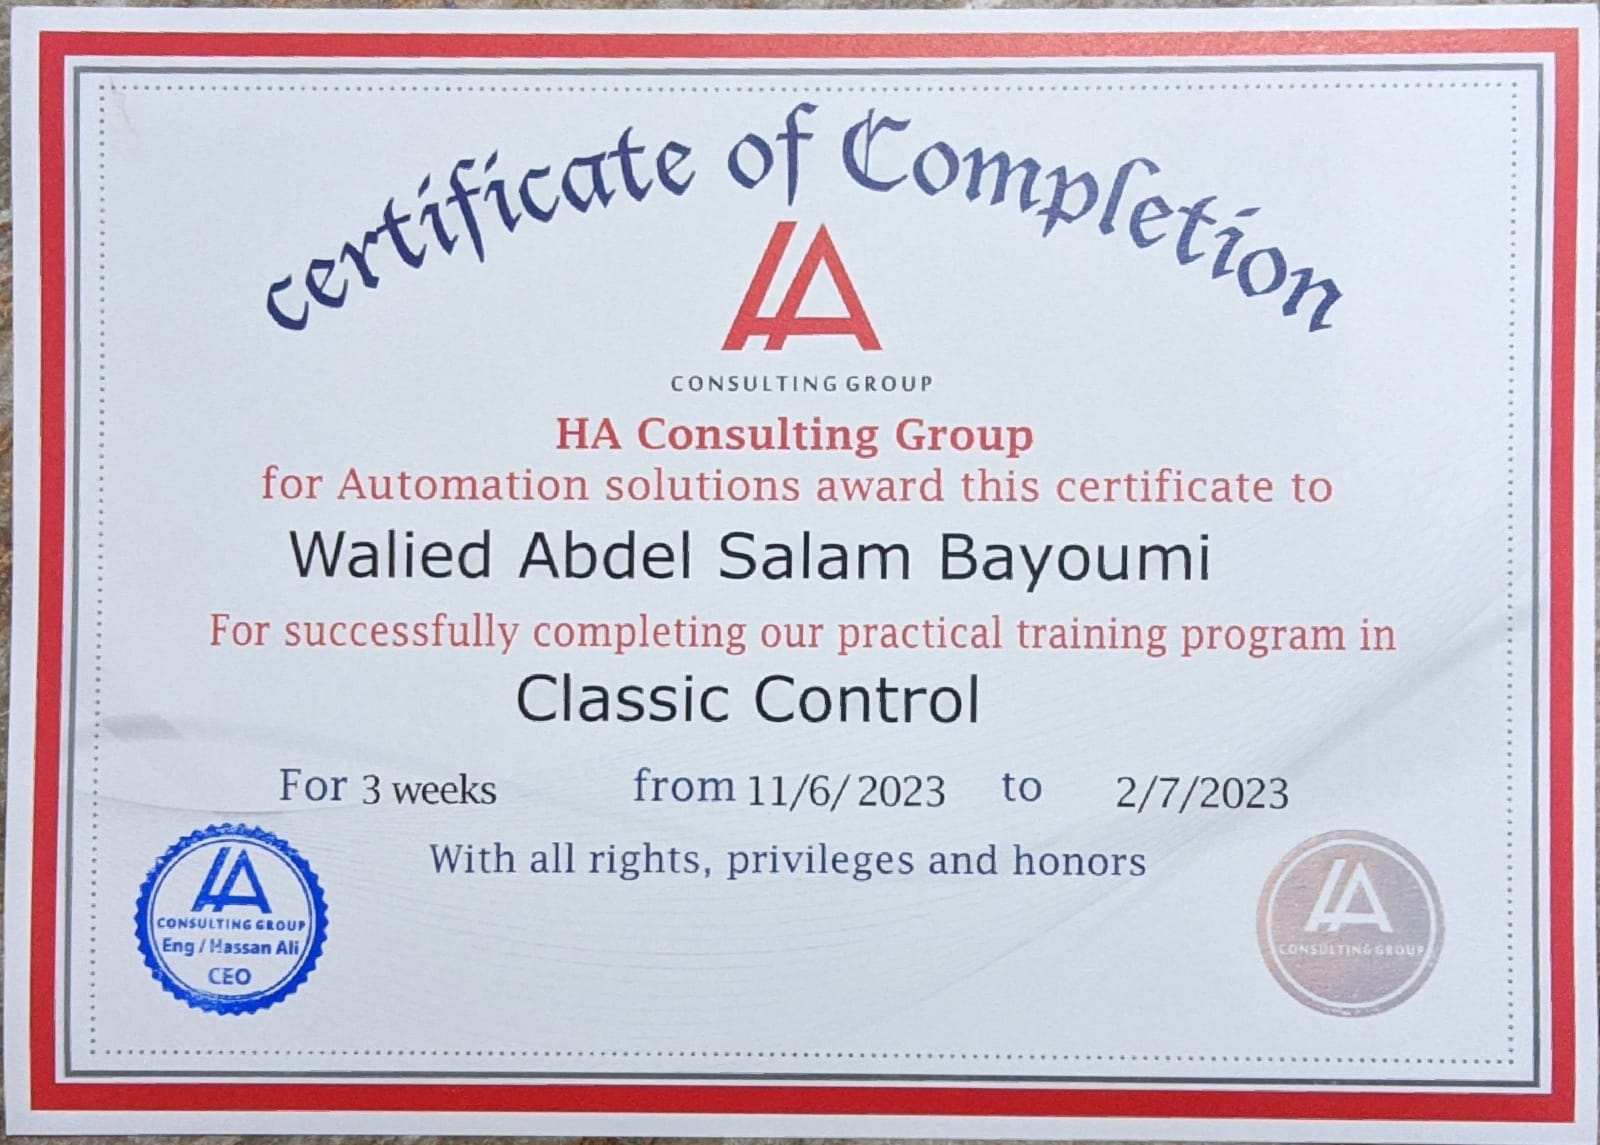 certificate of Completion
HA
CONSULTING GROUP
HA Consulting Group
for Automation solutions award this certificate to
Walied Abdel Salam Bayoumi
For successfully completing our practical training program in
Classic Control
For 3 weeks from 11/6/2023 to 2/7/2023
With all rights, privileges and honors
HA
CONSULTING GROUP
Eng / Hassan Ali
CEO
HA
CONSULTING GROUP